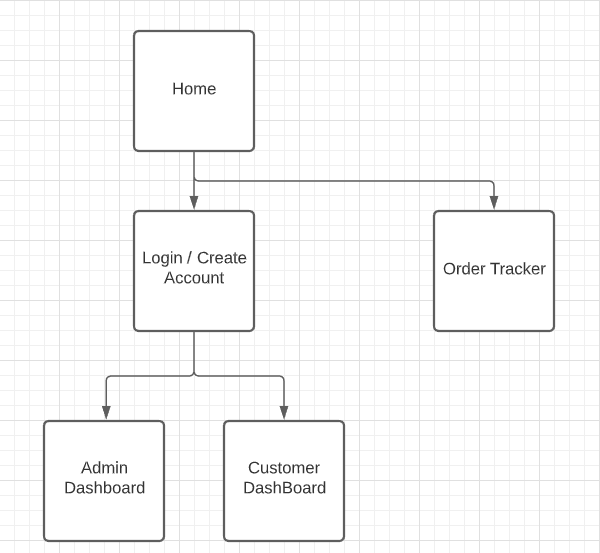 Home
Login / Create
Account
Order Tracker
Admin
Dashboard
Customer
DashBoard